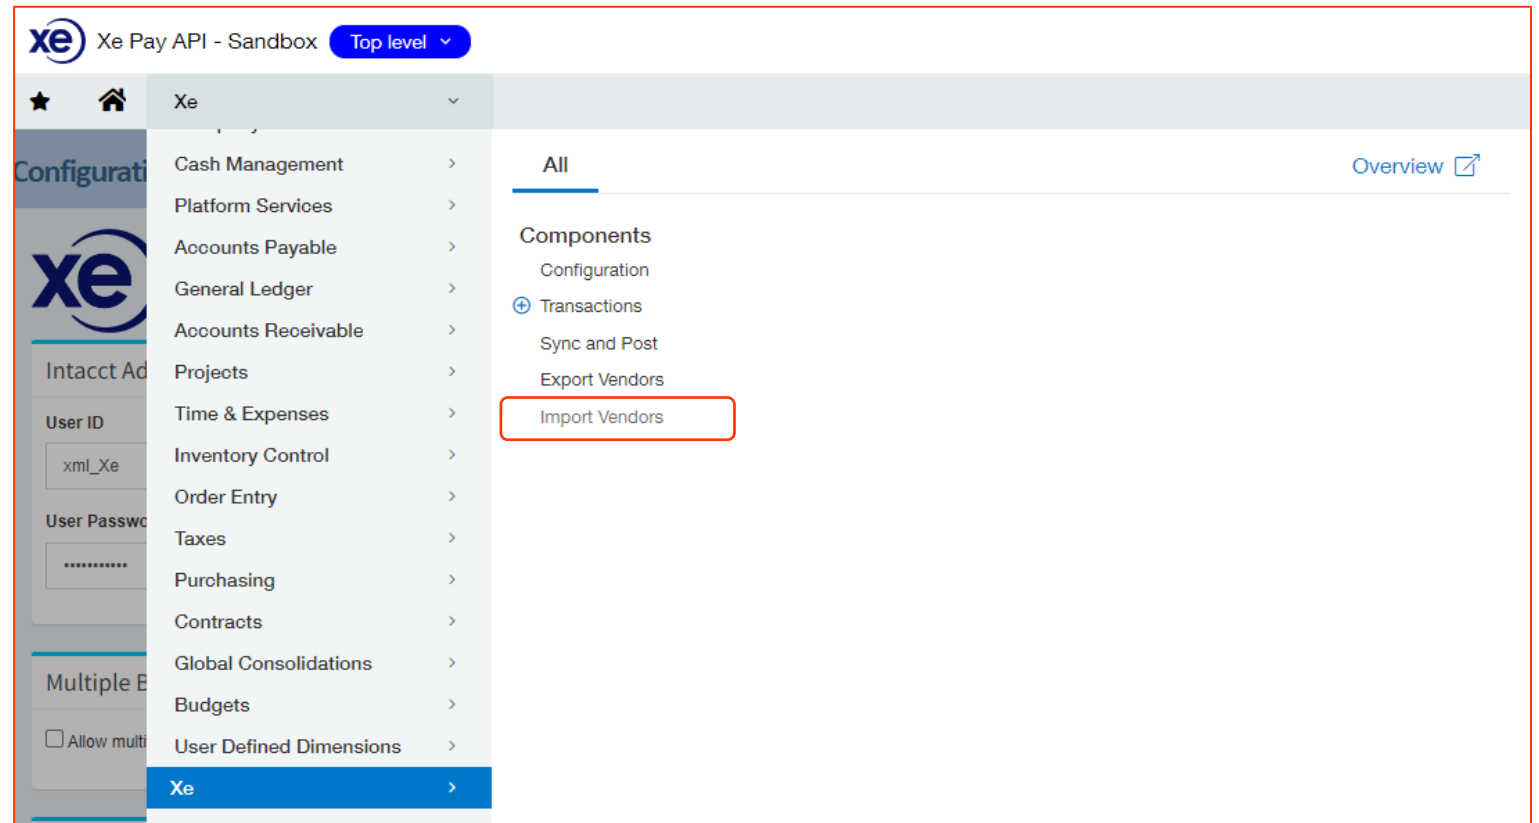 xe Xe Pay API - Sandbox Top level
Xe
Configurati
Cash Management
All
Overview
Platform Services
Accounts Payable
General Ledger
Accounts Receivable
Projects
Time & Expenses
Inventory Control
Order Entry
Taxes
Purchasing
Contracts
Global Consolidations
Budgets
User Defined Dimensions
Xe
Components
Configuration
Transactions
Sync and Post
Export Vendors
Import Vendors
xe
Intacct Ad
User ID
xml_Xe
User Passwo
•••••••••••
Multiple B
Allow multi